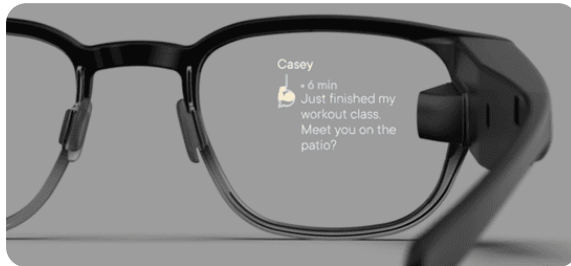 Casey
• 6 min
Just finished my
workout class.
Meet you on the
patio?